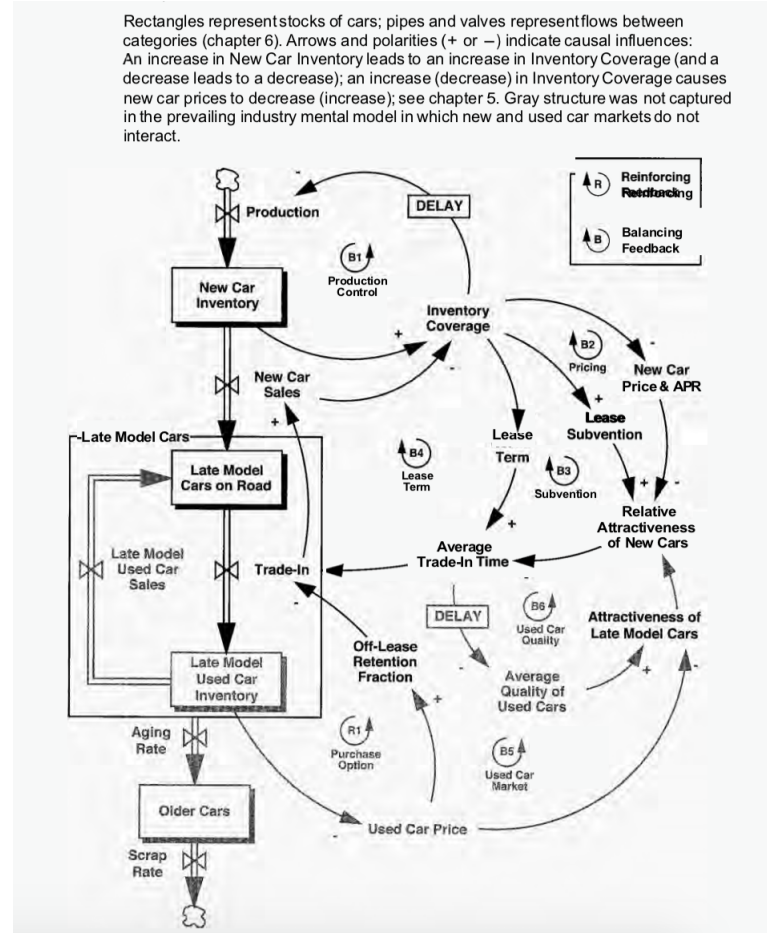 Rectangles represent stocks of cars; pipes and valves represent flows between
categories (chapter 6). Arrows and polarities (+ or −) indicate causal influences:
An increase in New Car Inventory leads to an increase in Inventory Coverage (and a
decrease leads to a decrease); an increase (decrease) in Inventory Coverage causes
new car prices to decrease (increase); see chapter 5. Gray structure was not captured
in the prevailing industry mental model in which new and used car markets do not
interact.
-
Production
DELAY
R
Reinforcing
Feedback
B
Balancing
Feedback
B1
Production
Control
New Car
Inventory
Inventory
Coverage
+
-
B2
Pricing
-
New Car
Price & APR
New Car
Sales
+
+
Lease
Subvention
-Late Model Cars
Lease
Term
B4
Lease
Term
B3
Subvention
Late Model
Cars on Road
+
-
Relative
Attractiveness
of New Cars
+
Average
Trade-In Time
-
Late Model
Used Car
Sales
Trade-In
-
DELAY
B6
Used Car
Quality
Attractiveness of
Late Model Cars
Off-Lease
Retention
Fraction
+
-
Average
Quality of
Used Cars
+
-
Late Model
Used Car
Inventory
R1
Purchase
Option
B5
Used Car
Market
Aging
Rate
Older Cars
-
Used Car Price
Scrap
Rate